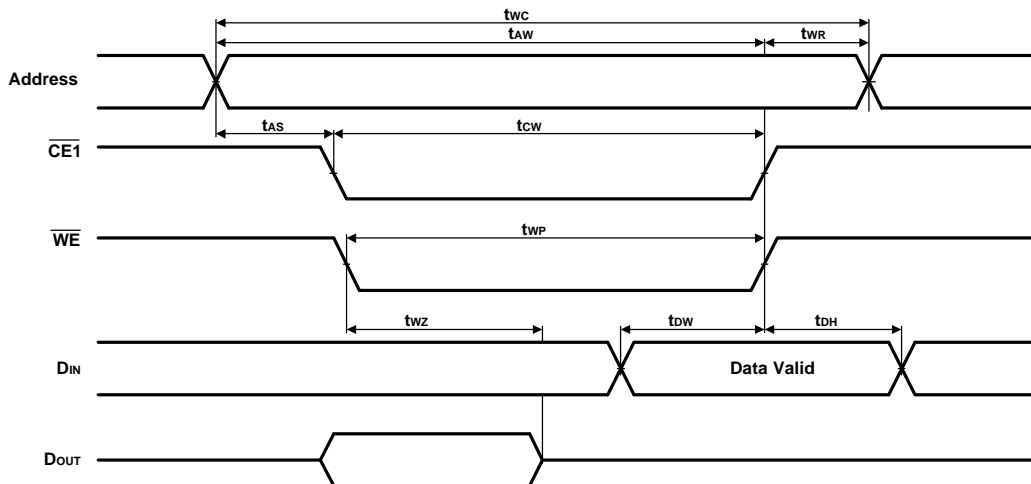 tWC
tAW
tWR
Address
tAS
tCW
CE1
tWP
WE
tWZ
tDW
tDH
DIN
Data Valid
DOUT